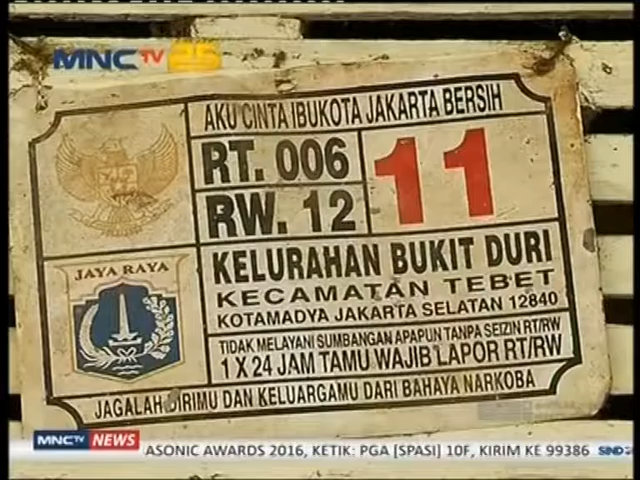 MNCTV 25
AKU CINTA IBUKOTA JAKARTA BERSIH
RT. 006
RW. 12
11
JAYA RAYA
KELURAHAN BUKIT DURI
KECAMATAN TEBET
KOTAMADYA JAKARTA SELATAN 12840
TIDAK MELAYANI SUMBANGAN APAPUN TANPA SEIZIN RT/RW
1 X 24 JAM TAMU WAJIB LAPOR RT/RW
JAGALAH DIRIMU DAN KELUARGAMU DARI BAHAYA NARKOBA
MNCTV NEWS
ASONIC AWARDS 2016, KETIK: PGA [SPASI] 10F, KIRIM KE 99386